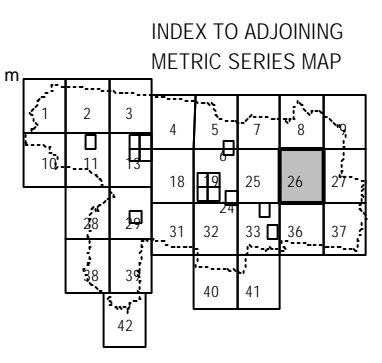 INDEX TO ADJOINING
METRIC SERIES MAP
m
1 2 3
4 5 7 8 9
6
10 11 13
18 19 25 26 27
24
28 29
31 32 33 36 37
38 39
40 41
42